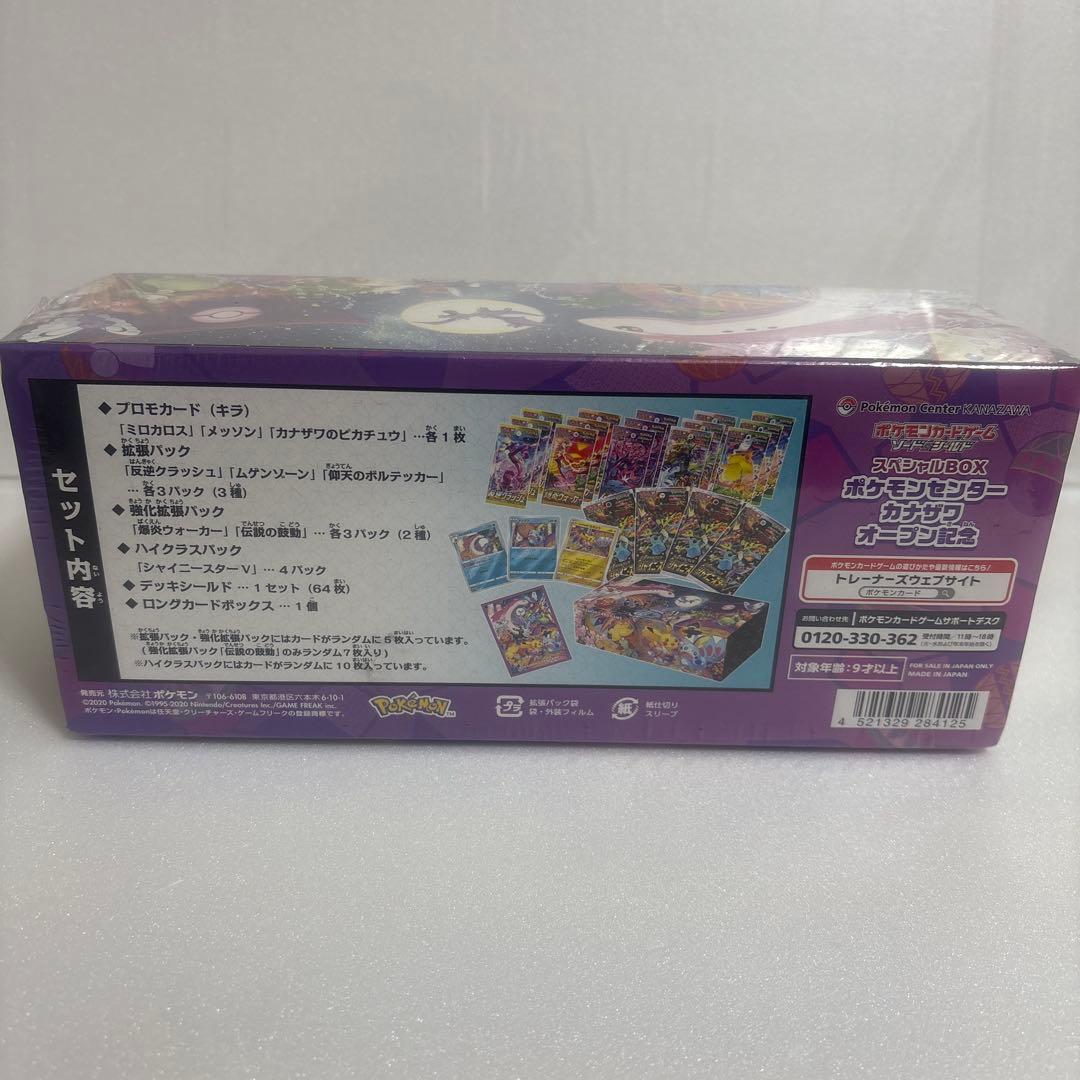 セット内容
ない よう
◆ プロモカード（キラ）
「ミロカロス」「メッソン」「カナザワのピカチュウ」…各1枚
◆ 拡張パック
「反逆クラッシュ」「ムゲンゾーン」「仰天のボルテッカー」
… 各3パック（3種）
◆ 強化拡張パック
「爆炎ウォーカー」「伝説の鼓動」… 各3パック（2種）
◆ ハイクラスパック
「シャイニースターV」… 4パック
◆ デッキシールド … 1セット（64枚）
◆ ロングカードボックス … 1個
※拡張パック・強化拡張パックにはカードがランダムに5枚入っています。
（強化拡張パック「伝説の鼓動」のみランダム7枚入り）
※ハイクラスパックにはカードがランダムに10枚入っています。
発売元 株式会社ポケモン 〒106-6108 東京都港区六本木6-10-1
©2020 Pokémon. ©1995-2020 Nintendo/Creatures Inc./GAME FREAK inc.
ポケモン・Pokémonは任天堂・クリーチャーズ・ゲームフリークの登録商標です。
Pokémon
プラ
拡張パック袋
袋・外装フィルム
紙
紙仕切り
スリーブ
Pokémon Center KANAZAWA
ポケモンカードゲーム
ソード&シールド
スペシャルBOX
ポケモンセンター
カナザワ
オープン記念
ポケモンカードゲームの遊びかたや最新情報はこちら!
トレーナーズウェブサイト
ポケモンカード
お問い合わせ先 ポケモンカードゲームサポートデスク
0120-330-362 受付時間/11時〜18時
対象年齢:9才以上
FOR SALE IN JAPAN ONLY
MADE IN JAPAN
4 521329 284125